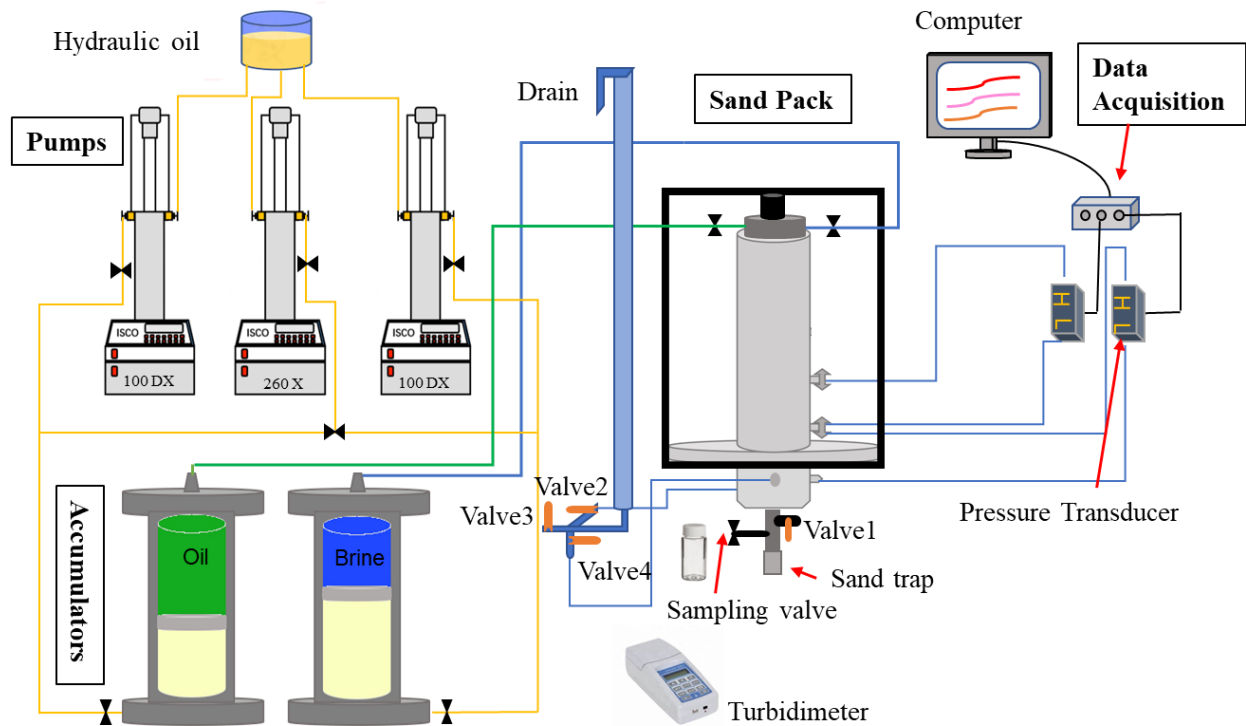 Hydraulic oil
Computer
Drain
Sand Pack
Data
Acquisition
Pumps
ISCO
ISCO
ISCO
100 DX
260 X
100 DX
H L
H L
Accumulators
Oil
Brine
Valve2
Valve3
Valve4
Valve1
Pressure Transducer
Sand trap
Sampling valve
Turbidimeter